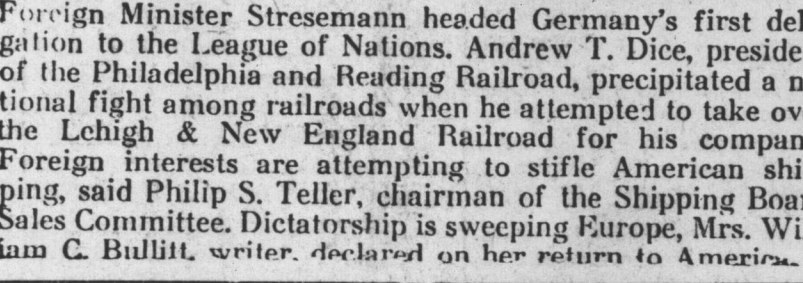 Foreign Minister Stresemann headed Germany's first del
gation to the League of Nations. Andrew T. Dice, preside
of the Philadelphia and Reading Railroad, precipitated a n
tional fight among railroads when he attempted to take ov
the Lehigh & New England Railroad for his compan
Foreign interests are attempting to stifle American shi
ping, said Philip S. Teller, chairman of the Shipping Boar
Sales Committee. Dictatorship is sweeping Europe, Mrs. Wi
iam C. Bullitt, writer, declared on her return to America.